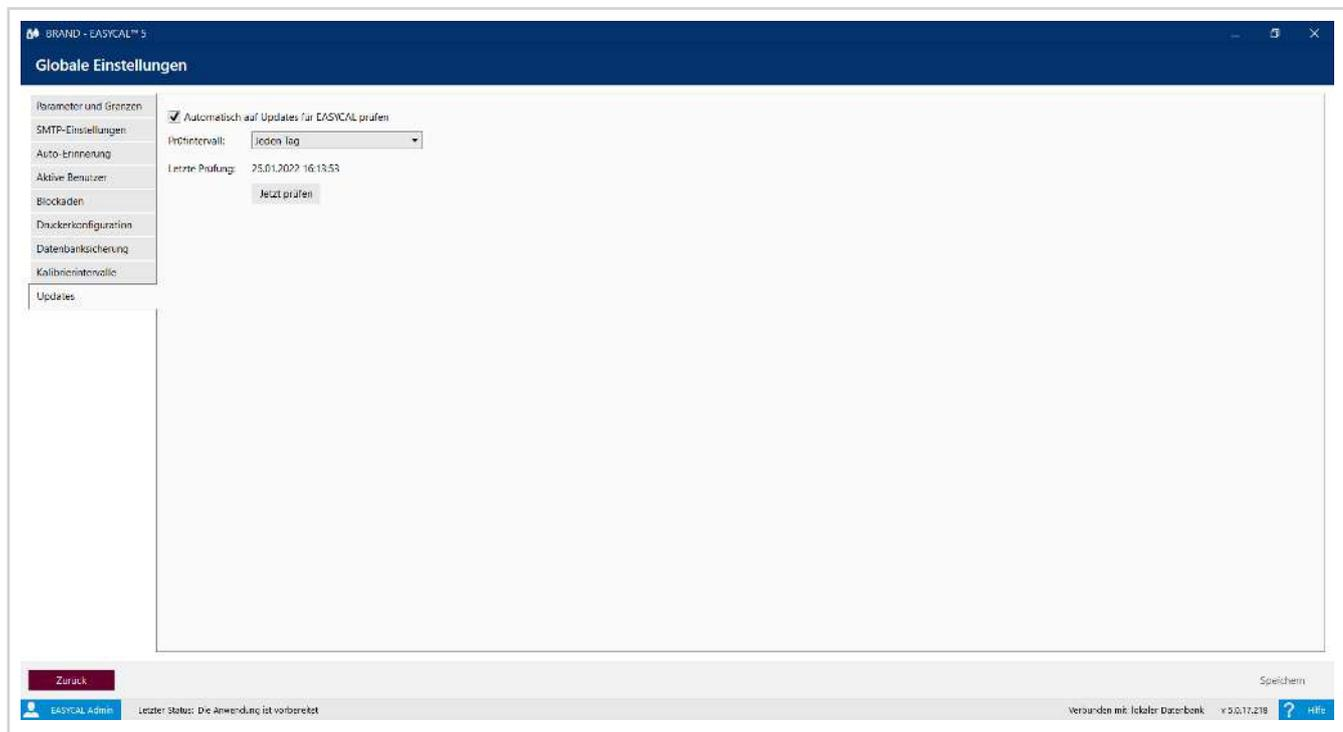 BRAND - EASYCAL™ 5
Globale Einstellungen
Parameter und Grenzen
SMTP-Einstellungen
Auto-Erinnerung
Aktive Benutzer
Blockaden
Druckerkonfiguration
Datenbanksicherung
Kalibrierintervalle
Updates
Automatisch auf Updates für EASYCAL prüfen
Prüfintervall: Jeden Tag
Letzte Prüfung: 25.01.2022 16:13:53
Jetzt prüfen
Zurück
Speichern
EASYCAL Admin Letzter Status: Die Anwendung ist vorbereitet Verbunden mit lokaler Datenbank v 5.0.17.218 ? Hilfe